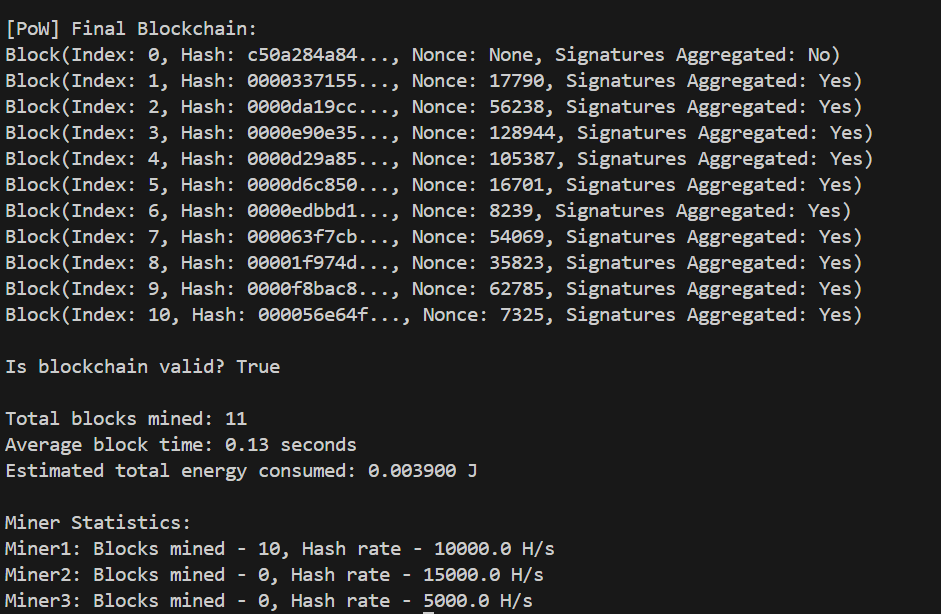 [PoW] Final Blockchain:
Block(Index: 0, Hash: c50a284a84..., Nonce: None, Signatures Aggregated: No)
Block(Index: 1, Hash: 0000337155..., Nonce: 17790, Signatures Aggregated: Yes)
Block(Index: 2, Hash: 0000da19cc..., Nonce: 56238, Signatures Aggregated: Yes)
Block(Index: 3, Hash: 0000e90e35..., Nonce: 128944, Signatures Aggregated: Yes)
Block(Index: 4, Hash: 0000d29a85..., Nonce: 105387, Signatures Aggregated: Yes)
Block(Index: 5, Hash: 0000d6c850..., Nonce: 16701, Signatures Aggregated: Yes)
Block(Index: 6, Hash: 0000edbbd1..., Nonce: 8239, Signatures Aggregated: Yes)
Block(Index: 7, Hash: 000063f7cb..., Nonce: 54069, Signatures Aggregated: Yes)
Block(Index: 8, Hash: 00001f974d..., Nonce: 35823, Signatures Aggregated: Yes)
Block(Index: 9, Hash: 0000f8bac8..., Nonce: 62785, Signatures Aggregated: Yes)
Block(Index: 10, Hash: 000056e64f..., Nonce: 7325, Signatures Aggregated: Yes)
Is blockchain valid? True
Total blocks mined: 11
Average block time: 0.13 seconds
Estimated total energy consumed: 0.003900 J
Miner Statistics:
Miner1: Blocks mined - 10, Hash rate - 10000.0 H/s
Miner2: Blocks mined - 0, Hash rate - 15000.0 H/s
Miner3: Blocks mined - 0, Hash rate - 5000.0 H/s